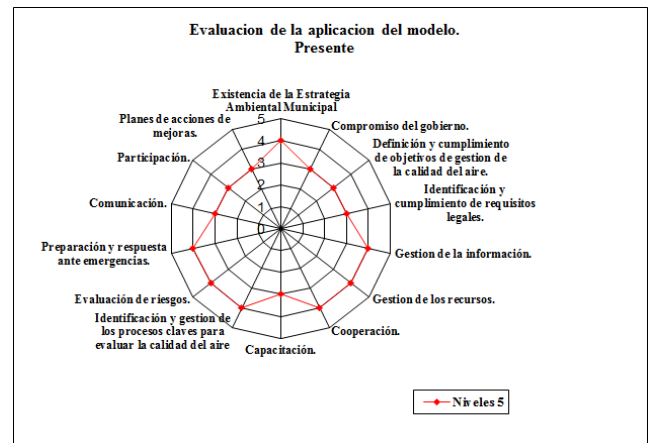 Evaluacion de la aplicacion del modelo.
Presente
Existencia de la Estrategia
Ambiental Municipal
Compromiso del gobierno.
Definición y cumplimiento
de objetivos de gestion de
la calidad del aire.
Identificación y
cumplimiento de requisitos
legales.
Gestion de la información.
Gestion de los recursos.
Cooperación.
Capacitación.
Identificación y gestion de
los procesos claves para
evaluar la calidad del aire
Evaluación de riesgos.
Preparación y respuesta
ante emergencias.
Comunicación.
Participación.
Planes de acciones de
mejoras.
5
4
3
2
1
0
Niveles 5